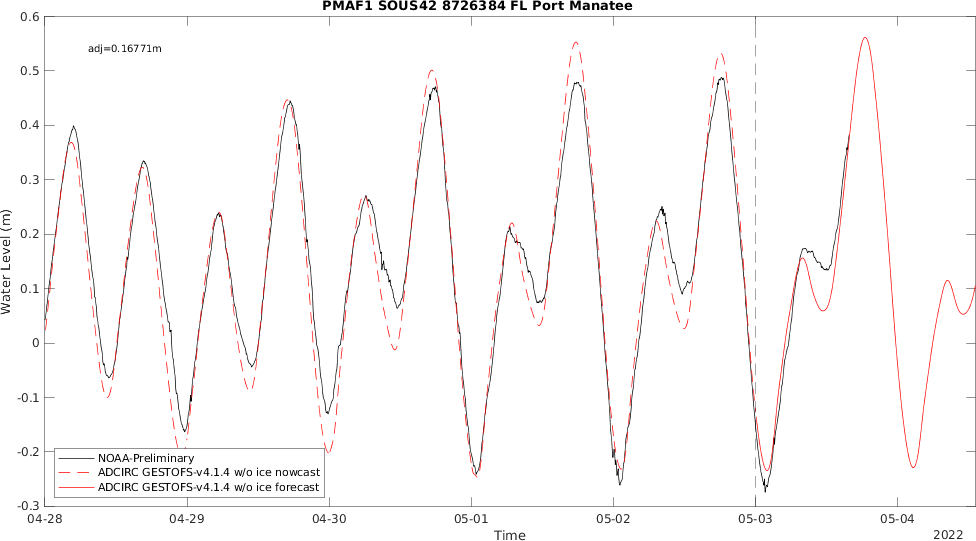 PMAF1 SOUS42 8726384 FL Port Manatee
adj=0.16771m
0.6
0.5
0.4
0.3
0.2
0.1
0
-0.1
-0.2
-0.3
Water Level (m)
NOAA-Preliminary
ADCIRC GESTOFS-v4.1.4 w/o ice nowcast
ADCIRC GESTOFS-v4.1.4 w/o ice forecast
04-28 04-29 04-30 05-01 05-02 05-03 05-04
Time
2022